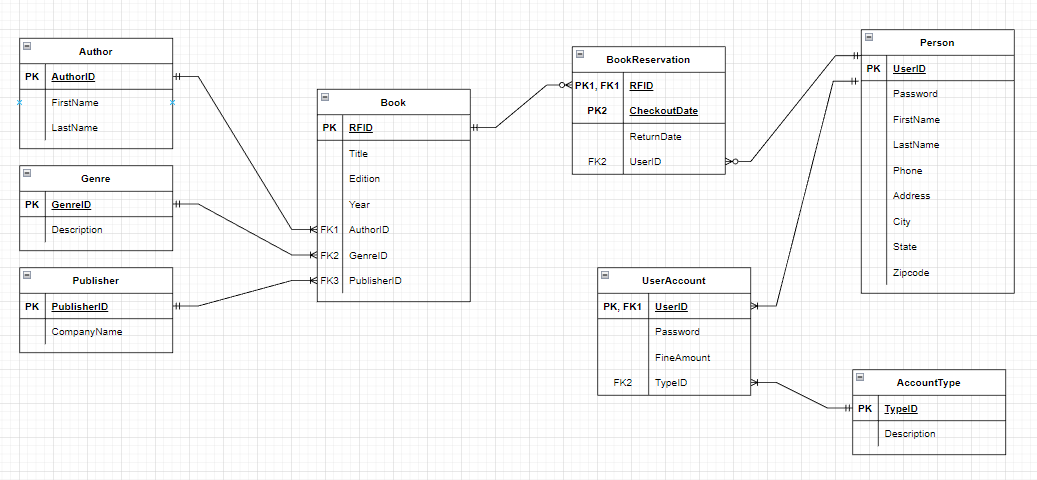 Author
PK AuthorID
FirstName
LastName
Genre
PK GenreID
Description
Publisher
PK PublisherID
CompanyName
Book
PK RFID
Title
Edition
Year
FK1 AuthorID
FK2 GenreID
FK3 PublisherID
BookReservation
PK1, FK1 RFID
PK2 CheckoutDate
ReturnDate
FK2 UserID
Person
PK UserID
Password
FirstName
LastName
Phone
Address
City
State
Zipcode
UserAccount
PK, FK1 UserID
Password
FineAmount
FK2 TypeID
AccountType
PK TypeID
Description